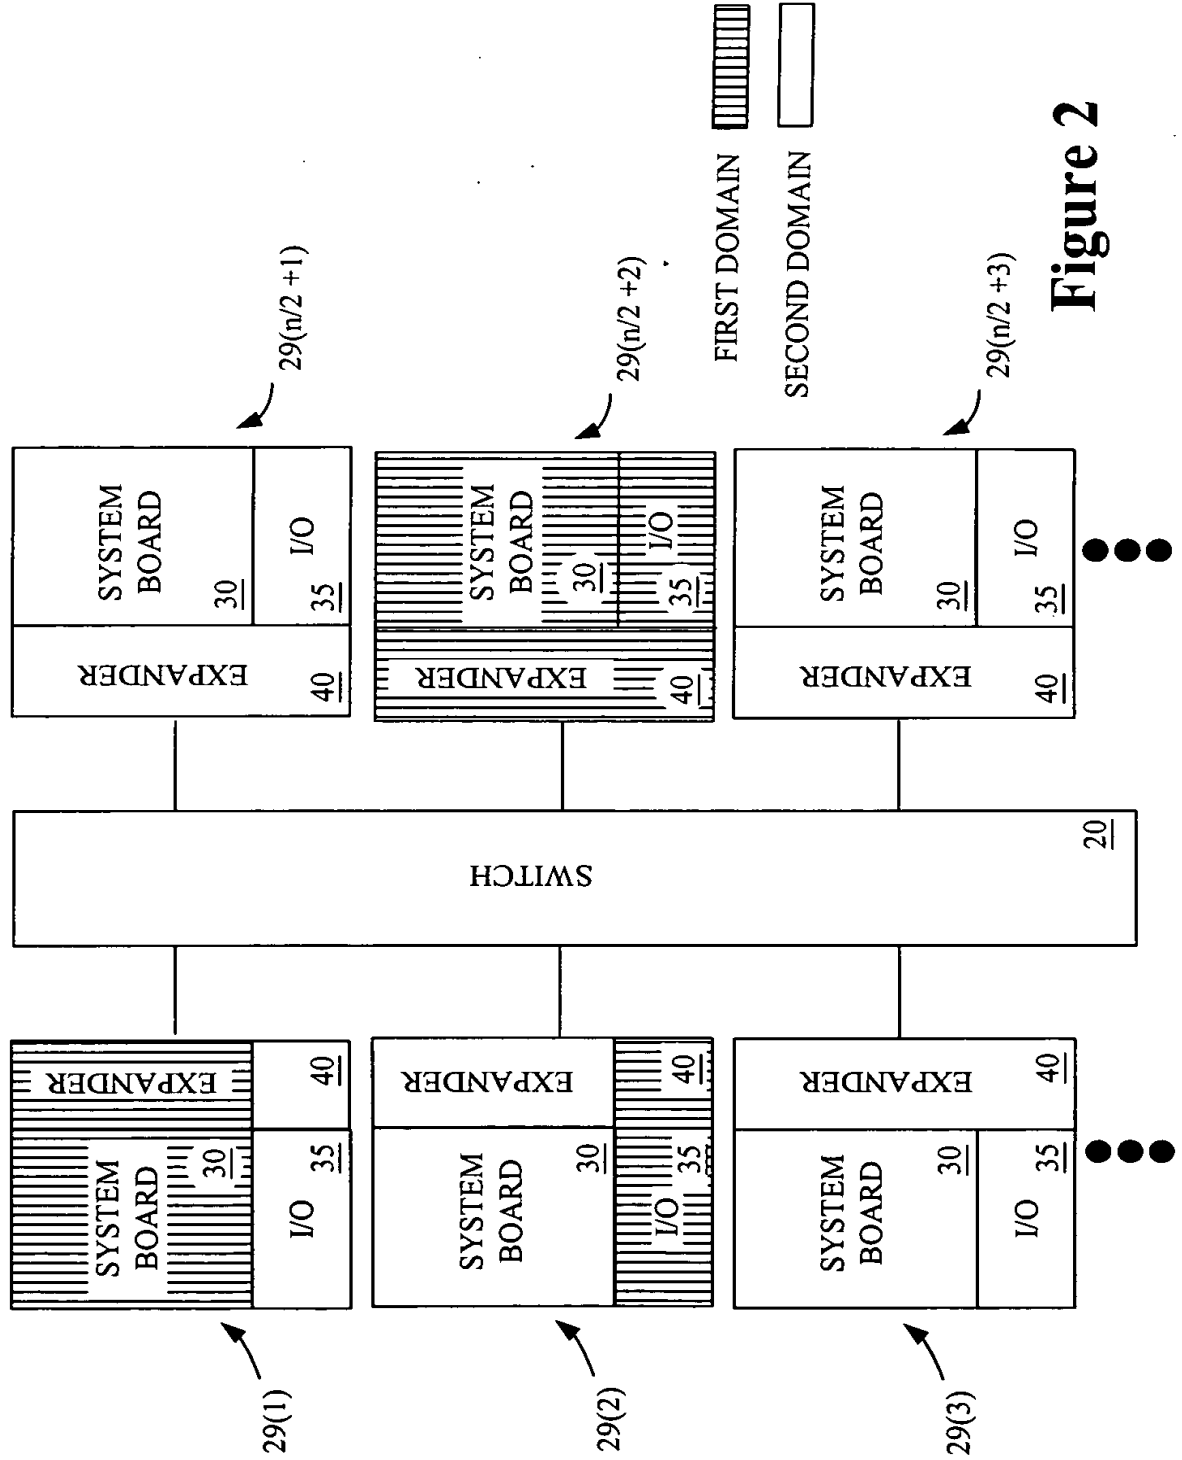 29(1)
SYSTEM
BOARD
30
EXPANDER
I/O
35
40
29(2)
SYSTEM
BOARD
30
EXPANDER
I/O
35
40
29(3)
SYSTEM
BOARD
30
EXPANDER
I/O
35
40
SWITCH
20
EXPANDER
40
SYSTEM
BOARD
30
I/O
35
29(n/2 +1)
EXPANDER
40
SYSTEM
BOARD
30
I/O
35
29(n/2 +2)
EXPANDER
40
SYSTEM
BOARD
30
I/O
35
29(n/2 +3)
FIRST DOMAIN
SECOND DOMAIN
Figure 2